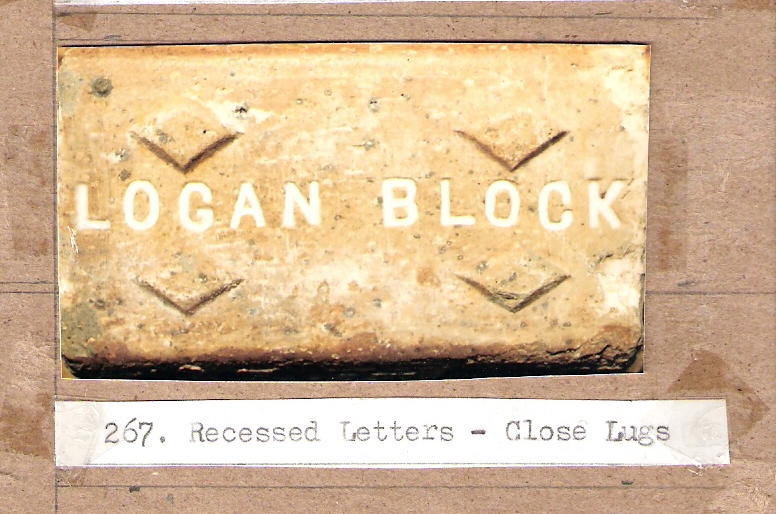 LOGAN BLOCK
267. Recessed Letters - Close Lugs